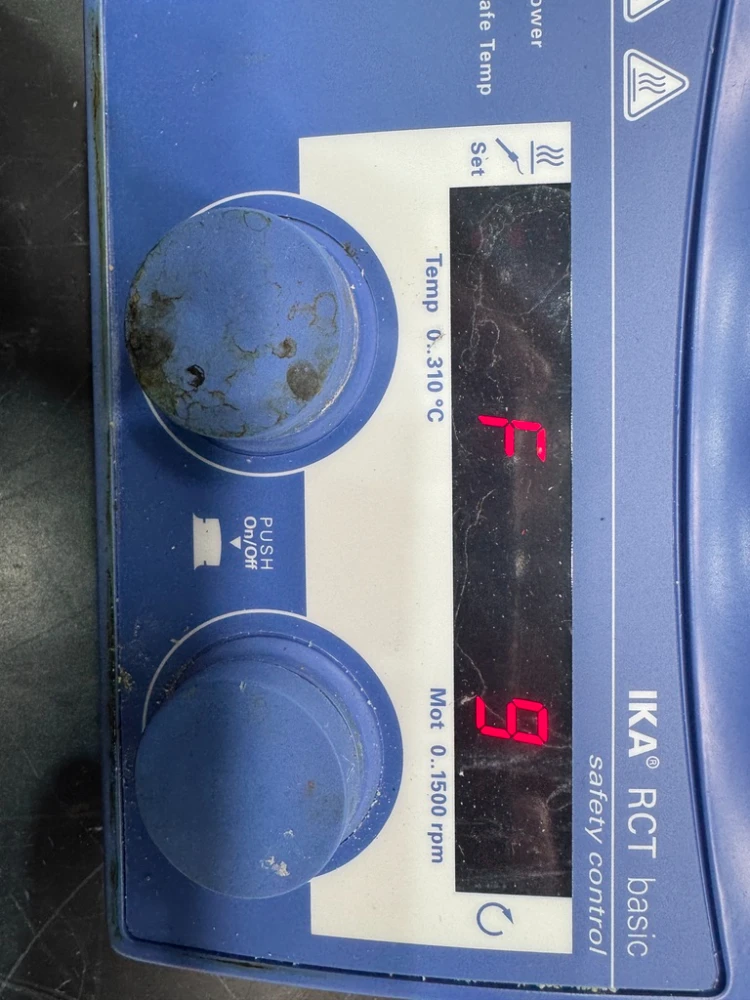 IKA® RCT basic
safety control
ower
afe Temp
Set
F 9
Temp 0..310 °C
Mot 0..1500 rpm
PUSH
On/Off